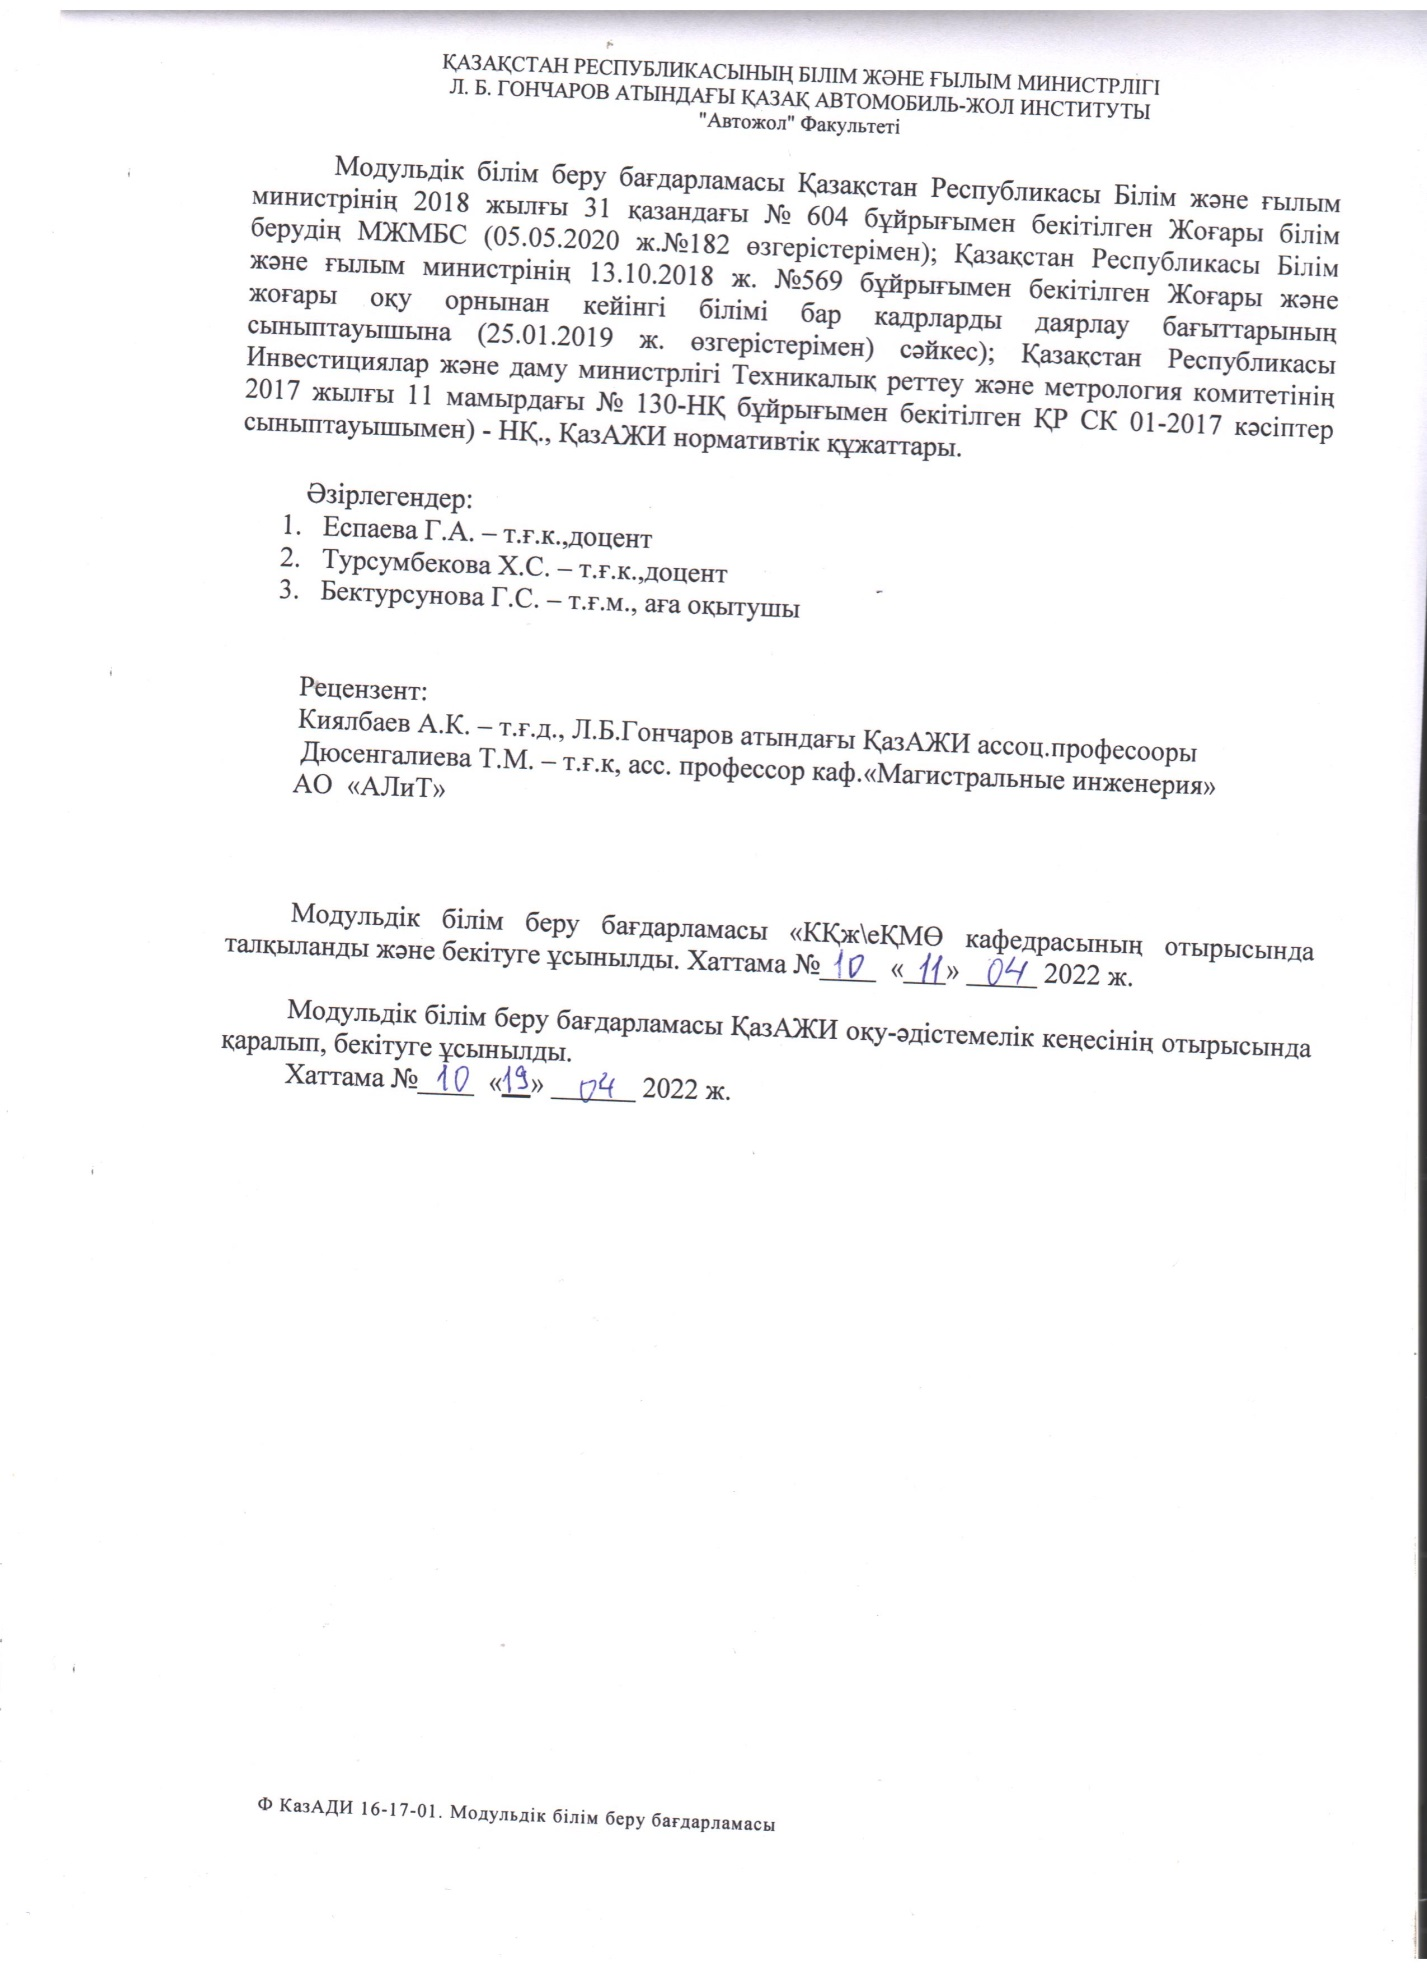 ҚАЗАҚСТАН РЕСПУБЛИКАСЫНЫҢ БІЛІМ ЖӘНЕ ҒЫЛЫМ МИНИСТРЛІГІ
Л. Б. ГОНЧАРОВ АТЫНДАҒЫ ҚАЗАҚ АВТОМОБИЛЬ-ЖОЛ ИНСТИТУТЫ
"Автожол" Факультеті
Модульдік білім беру бағдарламасы Қазақстан Республикасы Білім және ғылым
министрінің 2018 жылғы 31 қазандағы № 604 бұйрығымен бекітілген Жоғары білім
берудің МЖМБС (05.05.2020 ж.№182 өзгерістерімен); Қазақстан Республикасы Білім
және ғылым министрінің 13.10.2018 ж. №569 бұйрығымен бекітілген Жоғары және
жоғары оқу орнынан кейінгі білімі бар кадрларды даярлау бағыттарының
сыныптауышына (25.01.2019 ж. өзгерістерімен) сәйкес); Қазақстан Республикасы
Инвестициялар және даму министрлігі Техникалық реттеу және метрология комитетінің
2017 жылғы 11 мамырдағы № 130-НҚ бұйрығымен бекітілген ҚР СК 01-2017 кәсіптер
сыныптауышымен) - НҚ., ҚазАЖИ нормативтік құжаттары.
Әзірлегендер:
1. Еспаева Г.А. – т.ғ.к.,доцент
2. Турсумбекова Х.С. – т.ғ.к.,доцент
3. Бектурсунова Г.С. – т.ғ.м., аға оқытушы
Рецензент:
Киялбаев А.К. – т.ғ.д., Л.Б.Гончаров атындағы ҚазАЖИ ассоц.професооры
Дюсенгалиева Т.М. – т.ғ.к, асс. профессор каф.«Магистральные инженерия»
АО «АЛиТ»
Модульдік білім беру бағдарламасы «КҚж\еҚМӨ кафедрасының отырысында
талқыланды және бекітуге ұсынылды. Хаттама № 10 «11» 04 2022 ж.
Модульдік білім беру бағдарламасы ҚазАЖИ оқу-әдістемелік кеңесінің отырысында
қаралып, бекітуге ұсынылды.
Хаттама № 10 «19» 04 2022 ж.
Ф КазАДИ 16-17-01. Модульдік білім беру бағдарламасы